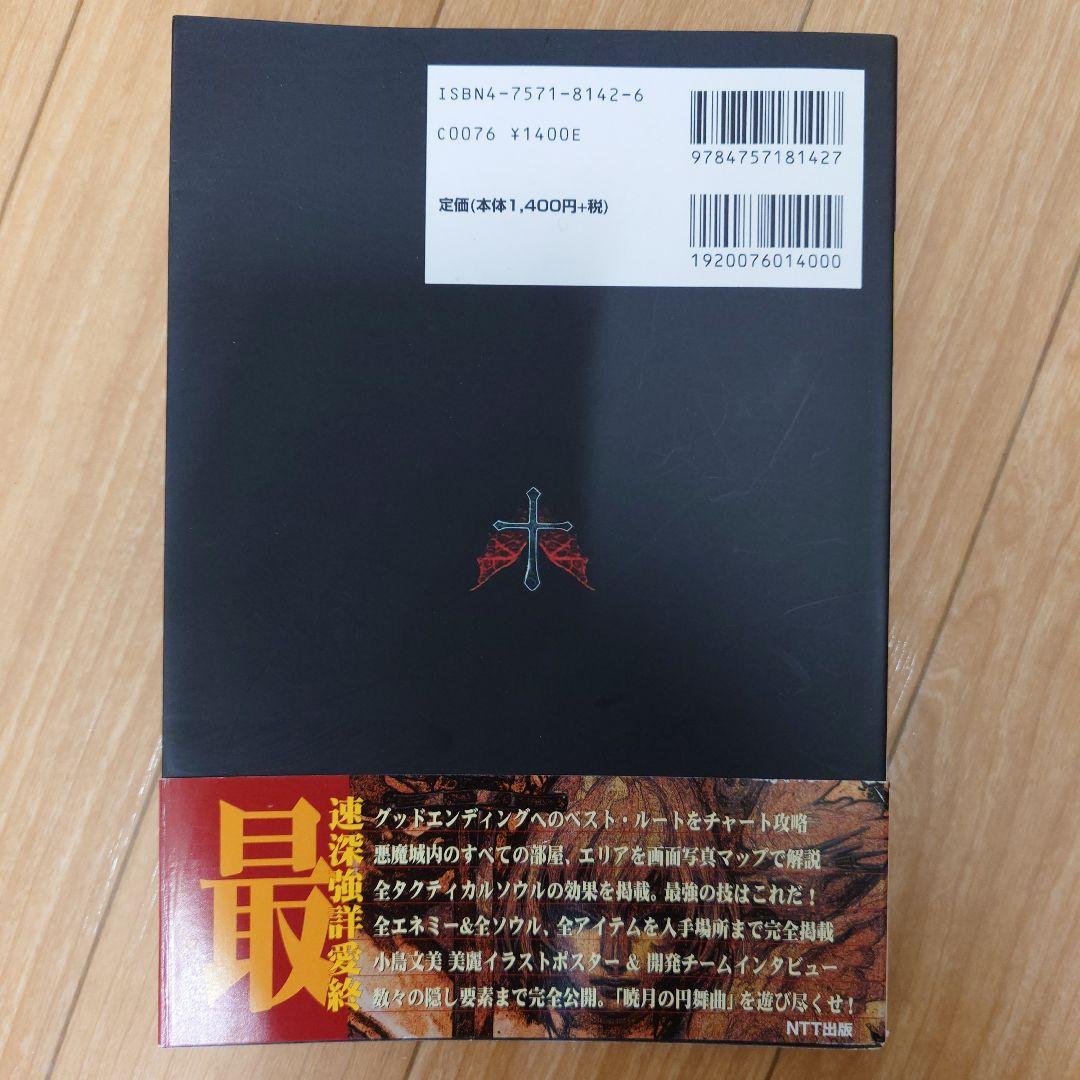 ISBN4-7571-8142-6
C0076 ¥1400E
定価(本体1,400円+税)
9784757181427
1920076014000
最
速深強詳愛終
グッドエンディングへのベスト・ルートをチャート攻略
悪魔城内のすべての部屋、エリアを画面写真マップで解説
全タクティカルソウルの効果を掲載。最強の技はこれだ!
全エネミー&全ソウル、全アイテムを入手場所まで完全掲載
小島文美 美麗イラストポスター & 開発チームインタビュー
数々の隠し要素まで完全公開。「暁月の円舞曲」を遊び尽くせ!
NTT出版